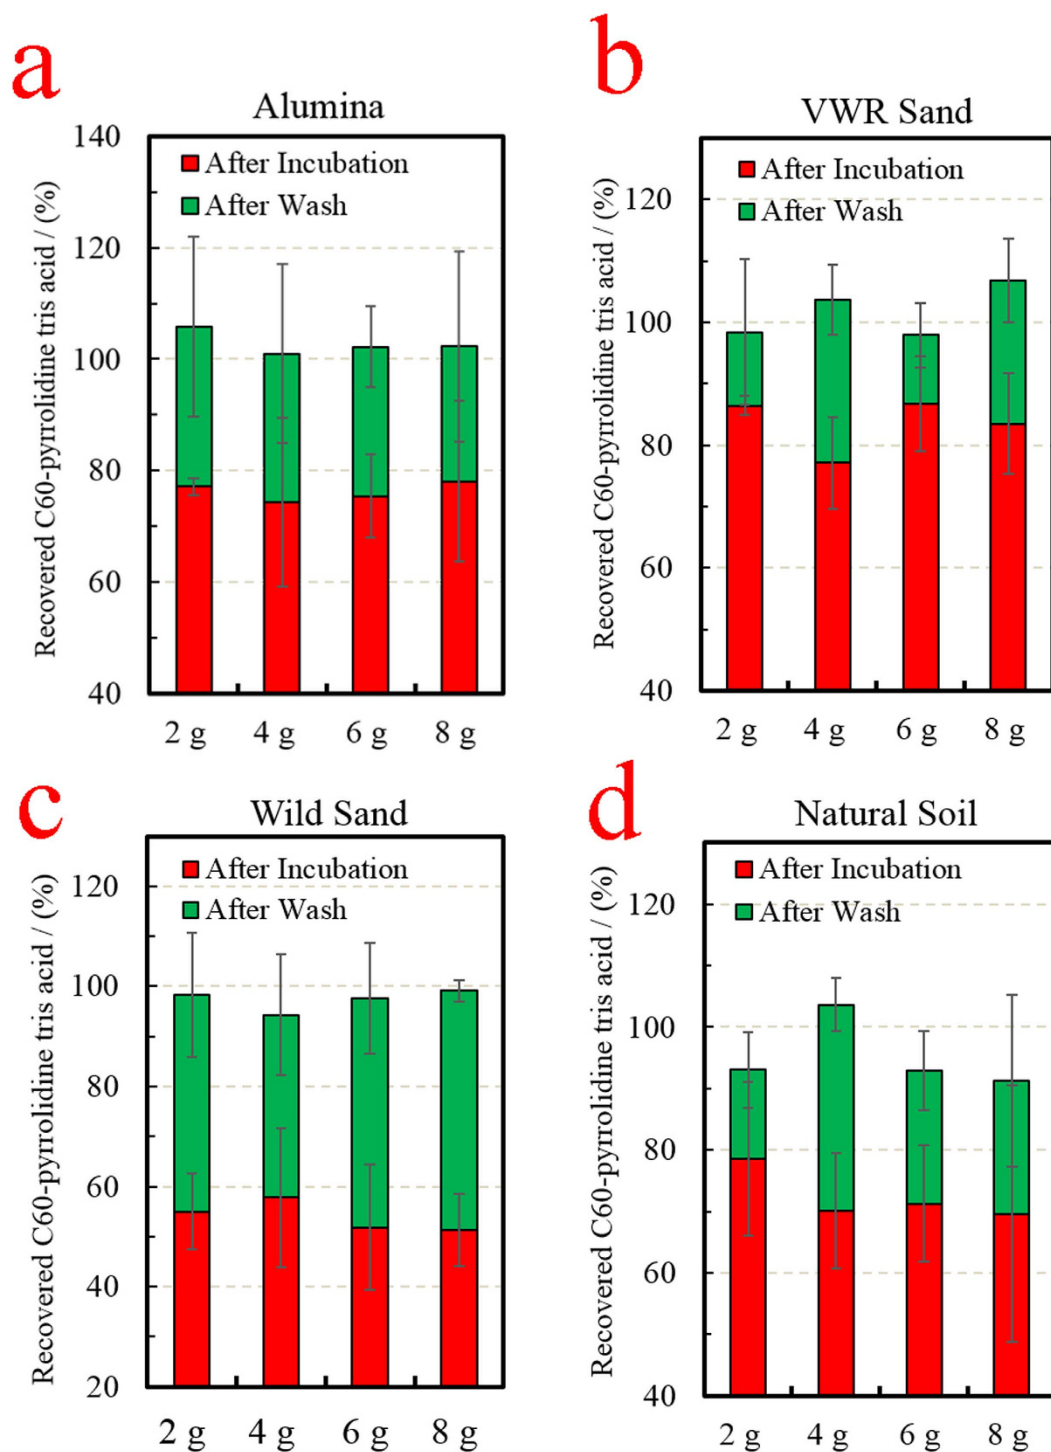 a
Alumina
Recovered C60-pyrrolidine tris acid / (%)
140
120
100
80
60
40
After Incubation
After Wash
2 g 4 g 6 g 8 g
b
VWR Sand
Recovered C60-pyrrolidine tris acid / (%)
120
100
80
60
40
After Incubation
After Wash
2 g 4 g 6 g 8 g
c
Wild Sand
Recovered C60-pyrrolidine tris acid / (%)
120
100
80
60
40
20
After Incubation
After Wash
2 g 4 g 6 g 8 g
d
Natural Soil
Recovered C60-pyrrolidine tris acid / (%)
120
100
80
60
40
After Incubation
After Wash
2 g 4 g 6 g 8 g